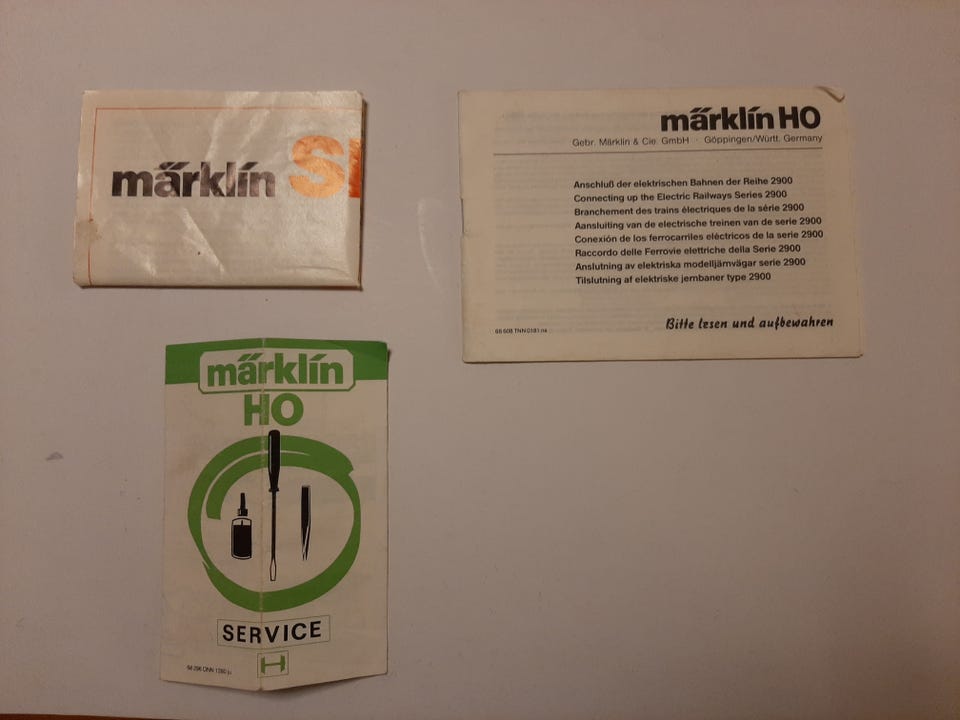 märklin
märklin HO
Gebr. Märklin & Cie. GmbH · Göppingen/Württ. Germany
Anschluß der elektrischen Bahnen der Reihe 2900
Connecting up the Electric Railways Series 2900
Branchement des trains électriques de la série 2900
Aansluiting van de electrische treinen van de serie 2900
Conexión de los ferrocarriles eléctricos de la serie 2900
Raccordo delle Ferrovie elettriche della Serie 2900
Anslutning av elektriska modelljärnvägar serie 2900
Tilslutning af elektriske jernbaner type 2900
Bitte lesen und aufbewahren
märklin
HO
SERVICE